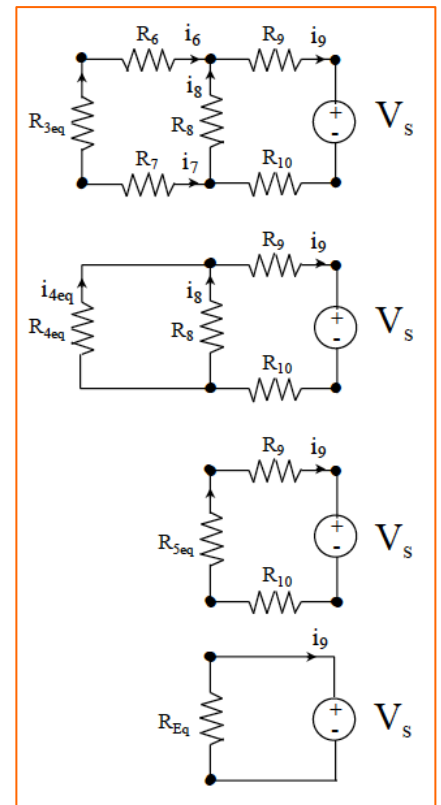 R6 i6 R9 i9
R3eq i8 R8 + - Vs
R7 i7 R10
R9 i9
i4eq i8
R4eq R8 + - Vs
R10
R9 i9
R5eq + - Vs
R10
i9
REq + - Vs